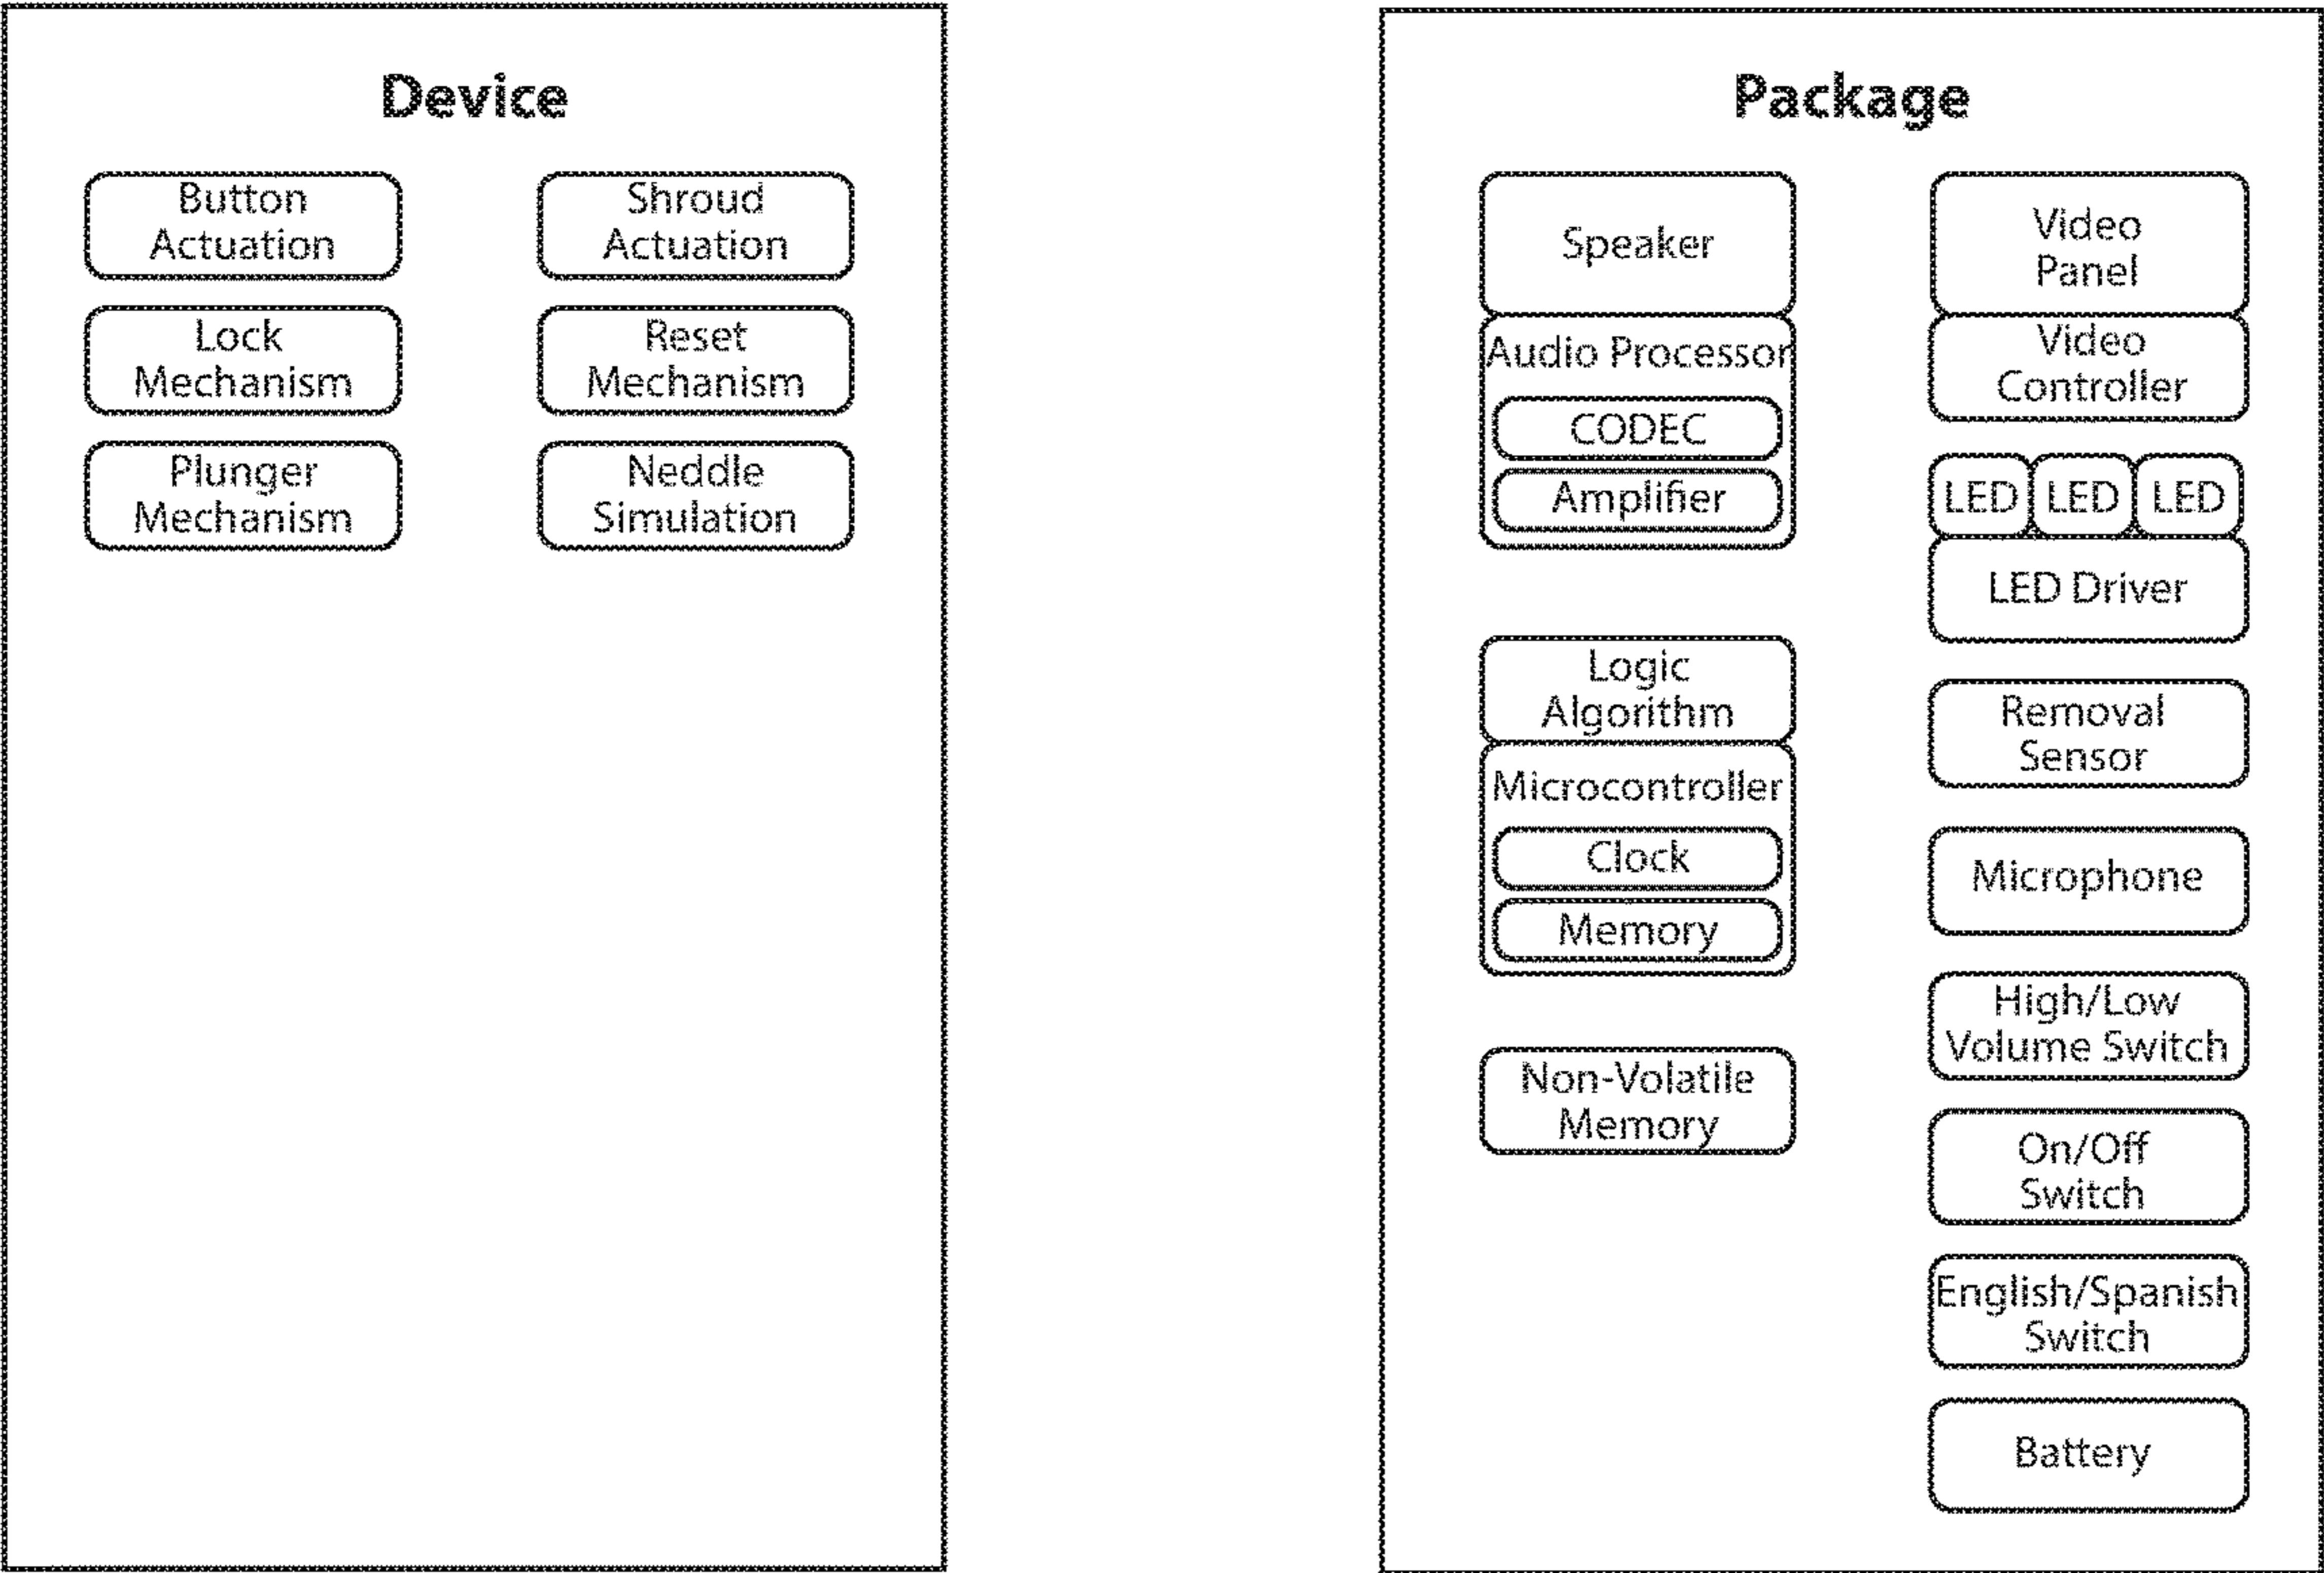 Device
Button
Actuation
Shroud
Actuation
Lock
Mechanism
Reset
Mechanism
Plunger
Mechanism
Neddle
Simulation
Package
Speaker
Audio Processor
CODEC
Amplifier
Logic
Algorithm
Microcontroller
Clock
Memory
Non-Volatile
Memory
Video
Panel
Video
Controller
LED LED LED
LED Driver
Removal
Sensor
Microphone
High/Low
Volume Switch
On/Off
Switch
English/Spanish
Switch
Battery